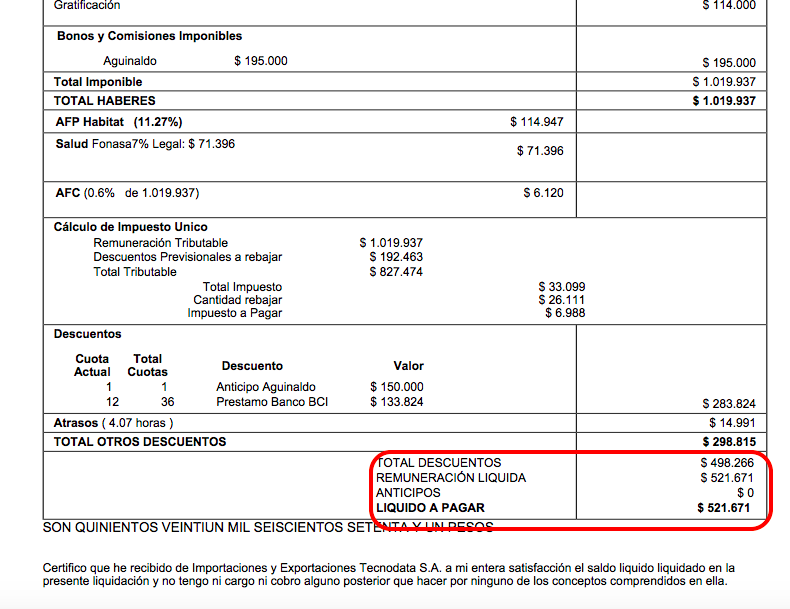 Gratificación $ 114.000
Bonos y Comisiones Imponibles
Aguinaldo $ 195.000 $ 195.000
Total Imponible $ 1.019.937
TOTAL HABERES $ 1.019.937
AFP Habitat (11.27%) $ 114.947
Salud Fonasa7% Legal: $ 71.396
$ 71.396
AFC (0.6% de 1.019.937) $ 6.120
Cálculo de Impuesto Unico
Remuneración Tributable $ 1.019.937
Descuentos Previsionales a rebajar $ 192.463
Total Tributable $ 827.474
Total Impuesto $ 33.099
Cantidad rebajar $ 26.111
Impuesto a Pagar $ 6.988
Descuentos
Cuota Total
Actual Cuotas Descuento Valor
1 1 Anticipo Aguinaldo $ 150.000
12 36 Prestamo Banco BCI $ 133.824 $ 283.824
Atrasos ( 4.07 horas ) $ 14.991
TOTAL OTROS DESCUENTOS $ 298.815
TOTAL DESCUENTOS $ 498.266
REMUNERACIÓN LIQUIDA $ 521.671
ANTICIPOS $ 0
LIQUIDO A PAGAR $ 521.671
SON QUINIENTOS VEINTIUN MIL SEISCIENTOS SETENTA Y UN PESOS
Certifico que he recibido de Importaciones y Exportaciones Tecnodata S.A. a mi entera satisfacción el saldo liquido liquidado en la
presente liquidación y no tengo ni cargo ni cobro alguno posterior que hacer por ninguno de los conceptos comprendidos en ella.